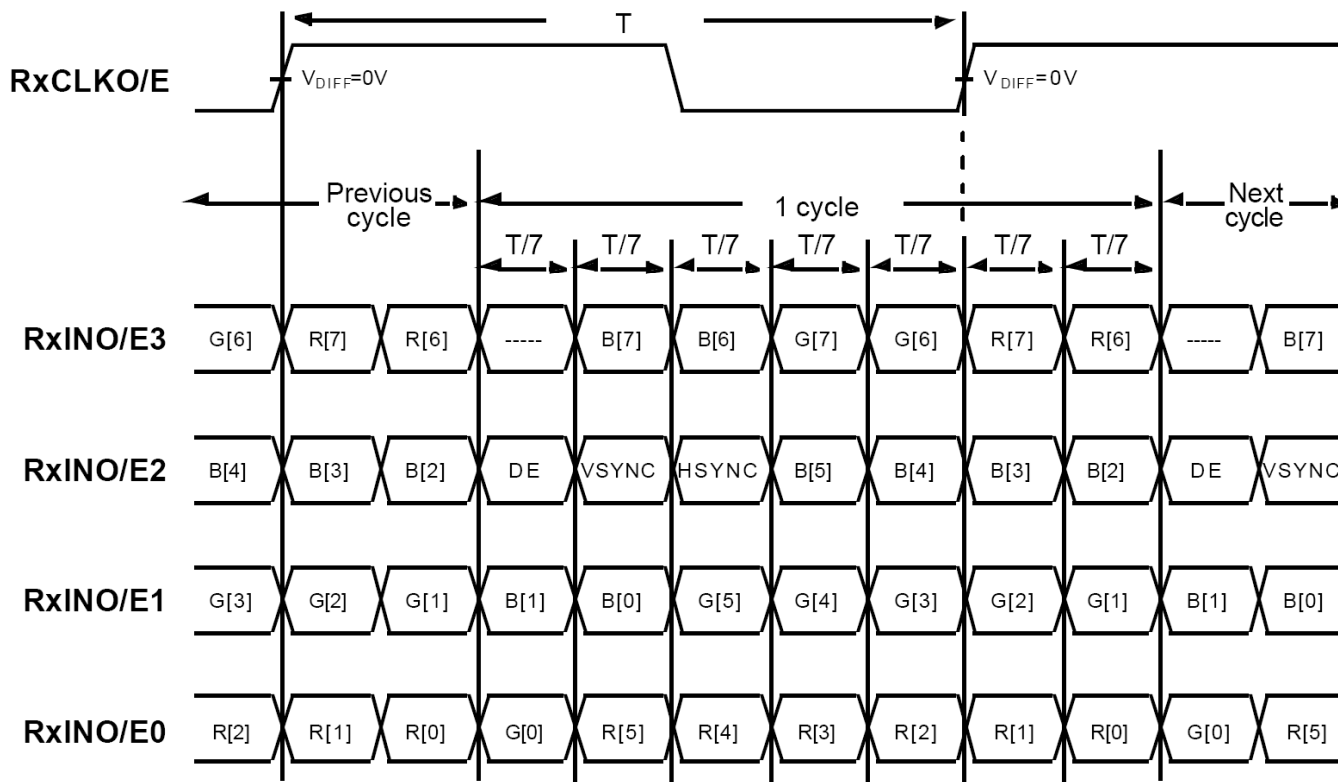 T
RxCLKO/E
VDIFF=0V VDIFF=0V
Previous cycle 1 cycle Next cycle
T/7 T/7 T/7 T/7 T/7 T/7 T/7
RxINO/E3 G[6] R[7] R[6] ----- B[7] B[6] G[7] G[6] R[7] R[6] ----- B[7]
RxINO/E2 B[4] B[3] B[2] DE VSYNC HSYNC B[5] B[4] B[3] B[2] DE VSYNC
RxINO/E1 G[3] G[2] G[1] B[1] B[0] G[5] G[4] G[3] G[2] G[1] B[1] B[0]
RxINO/E0 R[2] R[1] R[0] G[0] R[5] R[4] R[3] R[2] R[1] R[0] G[0] R[5]